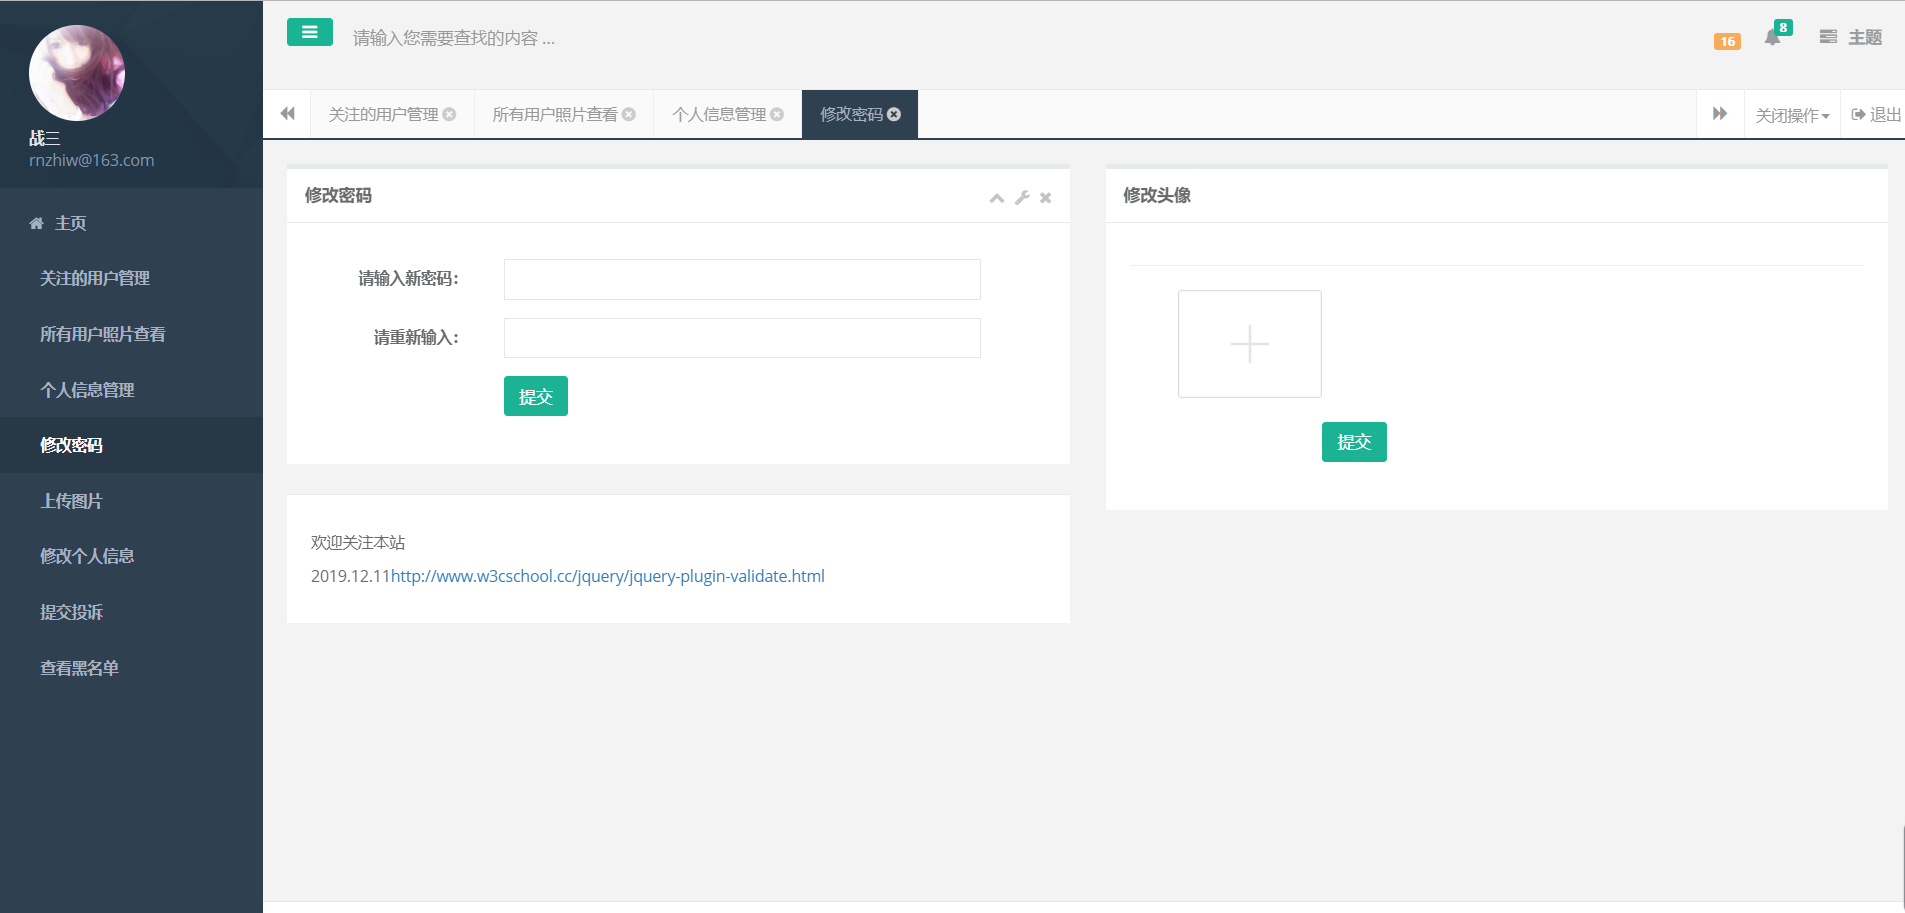 战三
rnzhiw@163.com
主页
关注的用户管理
所有用户照片查看
个人信息管理
修改密码
上传图片
修改个人信息
提交投诉
查看黑名单
请输入您需要查找的内容 ...
16
8
主题
关注的用户管理
所有用户照片查看
个人信息管理
修改密码
关闭操作
退出
修改密码
请输入新密码：
请重新输入：
提交
欢迎关注本站
2019.12.11http://www.w3cschool.cc/jquery/jquery-plugin-validate.html
修改头像
提交